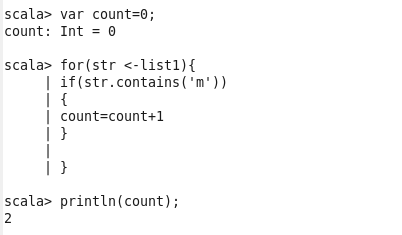 scala> var count=0;
count: Int = 0
scala> for(str <-list1){
| if(str.contains('m'))
| {
| count=count+1
| }
|
| }
scala> println(count);
2